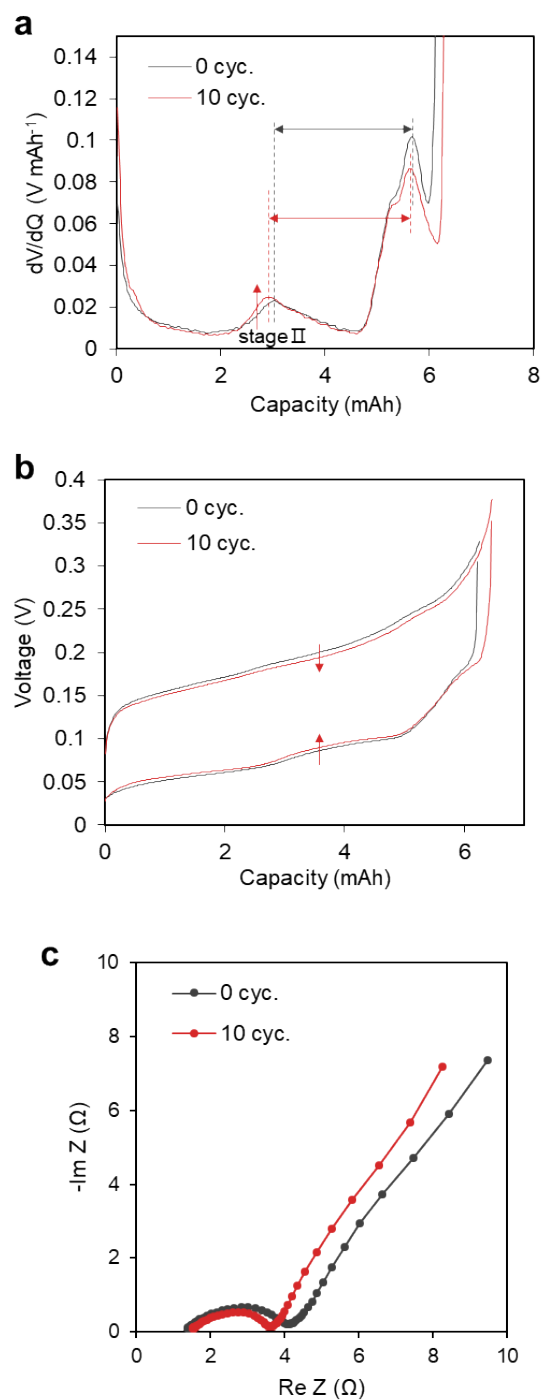 a
0 cyc.
10 cyc.
0.14
0.12
0.1
0.08
0.06
0.04
0.02
0
dV/dQ (V mAh⁻¹)
stage Ⅱ
0 2 4 6 8
Capacity (mAh)
b
0 cyc.
10 cyc.
0.4
0.35
0.3
0.25
0.2
0.15
0.1
0.05
0
Voltage (V)
0 2 4 6
Capacity (mAh)
c
0 cyc.
10 cyc.
10
8
6
4
2
0
-Im Z (Ω)
0 2 4 6 8 10
Re Z (Ω)